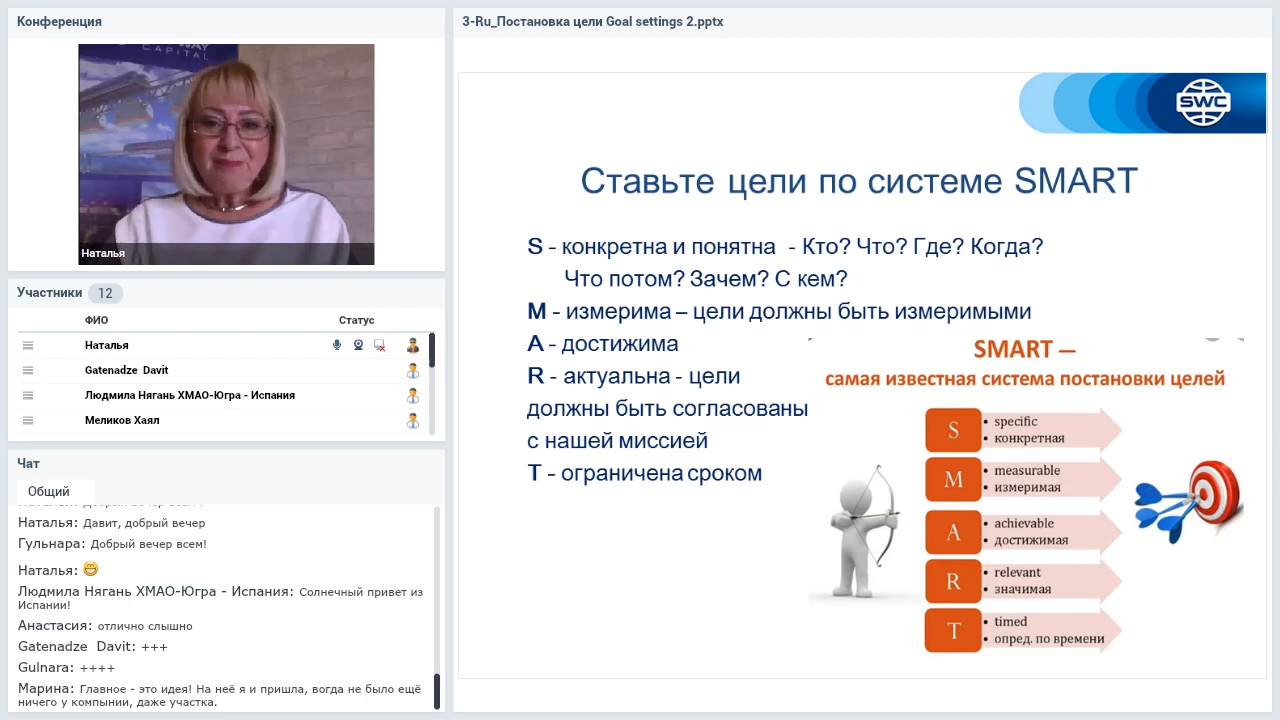 Конференция
WAY
CAPITAL
Наталья
Участники 12
ФИО Статус
Наталья
Gatenadze Davit
Людмила Нягань ХМАО-Югра - Испания
Меликов Хаял
Чат
Общий
Наталья: Давит, добрый вечер
Гульнара: Добрый вечер всем!
Наталья:
Людмила Нягань ХМАО-Югра - Испания: Солнечный привет из
Испании!
Анастасия: отлично слышно
Gatenadze Davit: +++
Gulnara: ++++
Марина: Главное - это идея! На неё я и пришла, вогда не было ещё
ничего у компынии, даже участка.
3-Ru_Постановка цели Goal settings 2.pptx
SWC
Ставьте цели по системе SMART
S - конкретна и понятна - Кто? Что? Где? Когда?
Что потом? Зачем? С кем?
M - измерима – цели должны быть измеримыми
A - достижима
R - актуальна - цели
должны быть согласованы
с нашей миссией
T - ограничена сроком
SMART —
самая известная система постановки целей
S
• specific
• конкретная
M
• measurable
• измеримая
A
• achievable
• достижимая
R
• relevant
• значимая
T
• timed
• опред. по времени